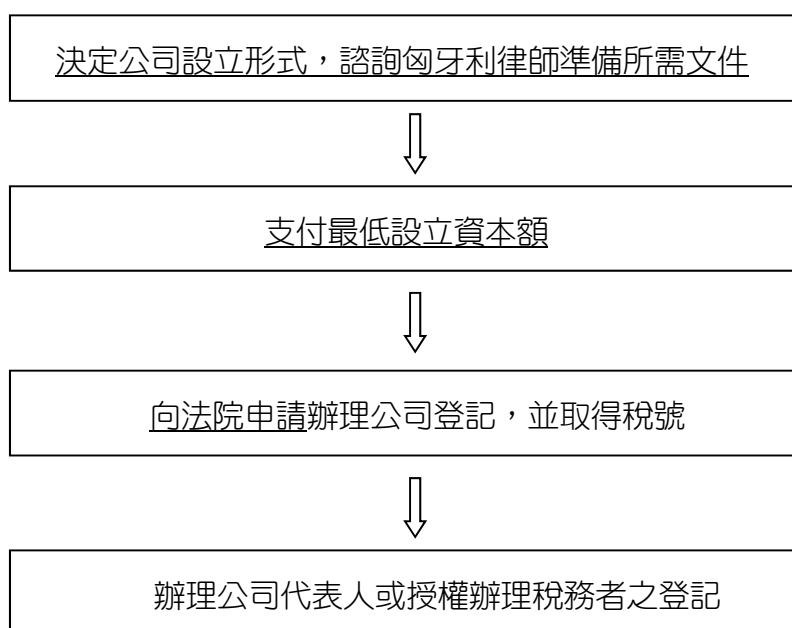 決定公司設立形式，諮詢匈牙利律師準備所需文件
支付最低設立資本額
向法院申請辦理公司登記，並取得稅號
辦理公司代表人或授權辦理稅務者之登記